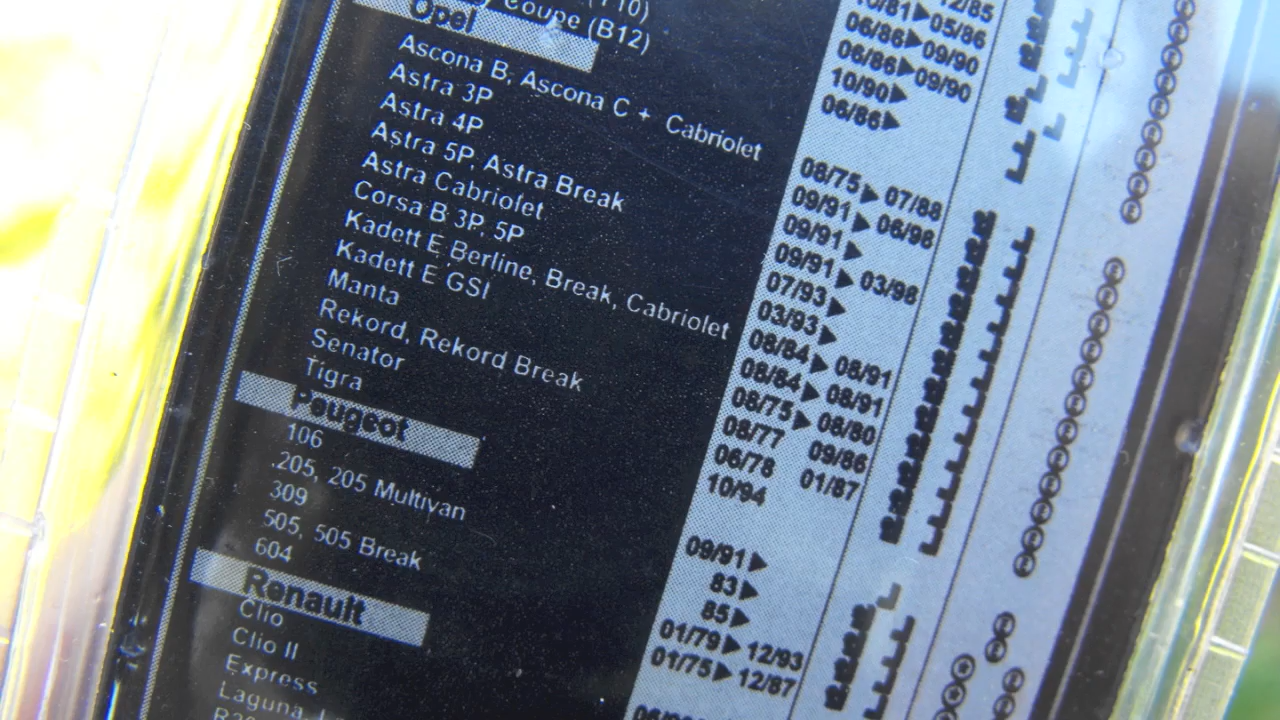 12/85
10/81▶05/86
06/86▶09/90
06/86▶09/90
10/90▶
Coupe (B12) 06/86▶
Opel
Ascona B, Ascona C + Cabriolet 08/75▶07/88
Astra 3P 09/91▶06/98
Astra 4P 09/91▶
Astra 5P, Astra Break 09/91▶03/98
Astra Cabriolet 07/93▶
Corsa B 3P. 5P 03/93▶
Kadett E Berline, Break, Cabriolet 08/84▶08/91
Kadett E GSI 08/84▶08/91
Manta 08/75▶08/80
Rekord, Rekord Break 08/77 09/86
Senator 06/78 01/87
Tigra 10/94
Peugeot
106 09/91▶
205, 205 Multivan 83▶
309 85▶
505, 505 Break 01/79▶12/93
604 01/75▶12/87
Renault
Clio
Clio II
Express
Laguna